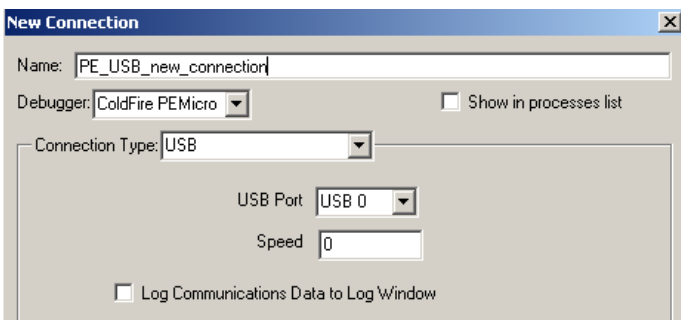 New Connection
Name: PE_USB_new_connection
Debugger: ColdFire PEMicro Show in processes list
Connection Type: USB
USB Port USB 0
Speed 0
Log Communications Data to Log Window